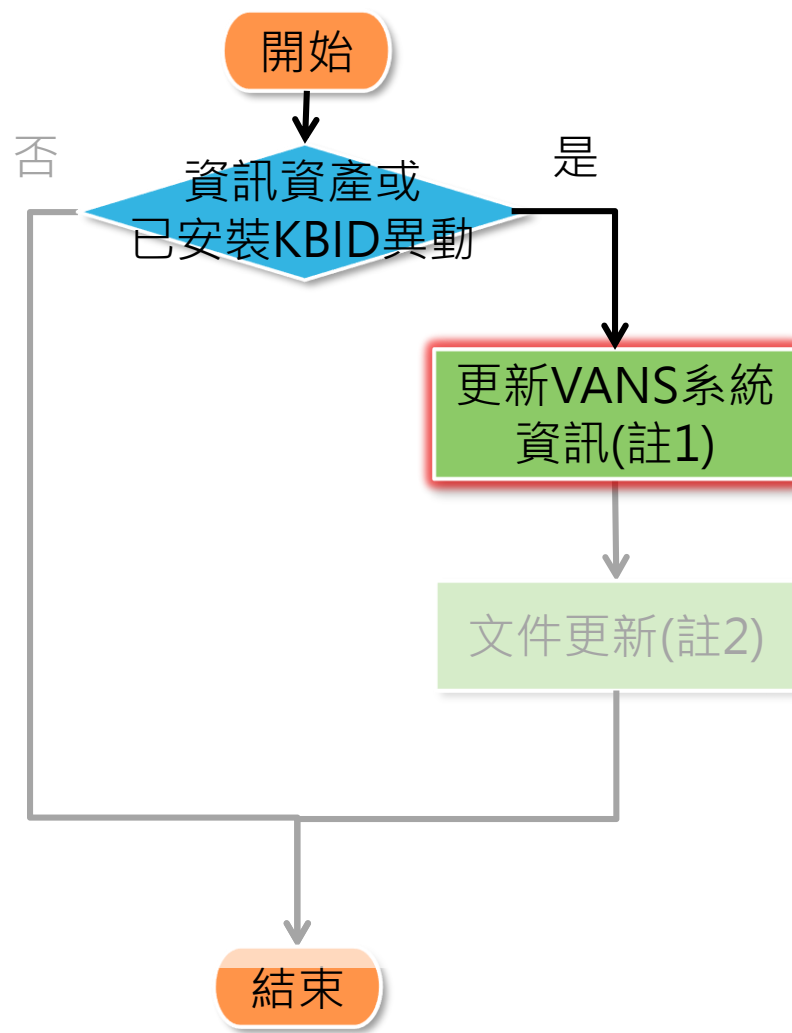 開始
否
是
資訊資產或
已安裝KBID異動
更新VANS系統
資訊(註1)
文件更新(註2)
結束